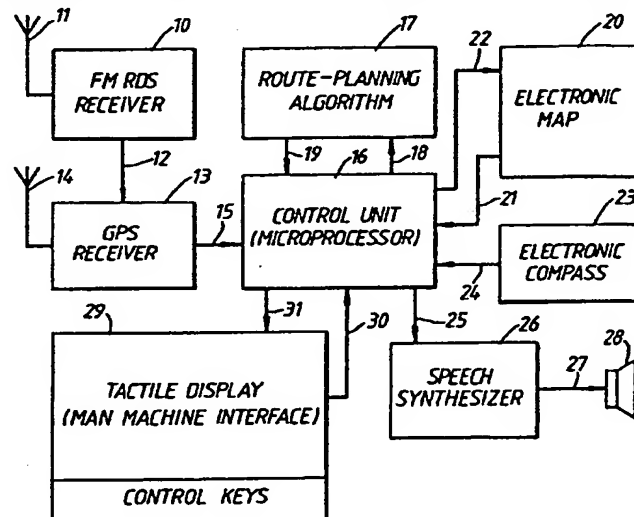 11
10
FM RDS
RECEIVER
12
14
13
GPS
RECEIVER
15
17
ROUTE-PLANNING
ALGORITHM
19
16
18
CONTROL UNIT
(MICROPROCESSOR)
22
20
ELECTRONIC
MAP
21
23
ELECTRONIC
COMPASS
24
29
31
30
25
26
TACTILE DISPLAY
(MAN MACHINE INTERFACE)
CONTROL KEYS
SPEECH
SYNTHESIZER
27
28